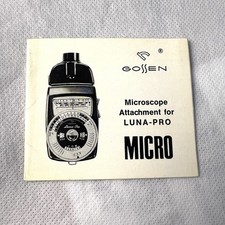 GOSSEN
®
Microscope
Attachment for
LUNA-PRO
MICRO